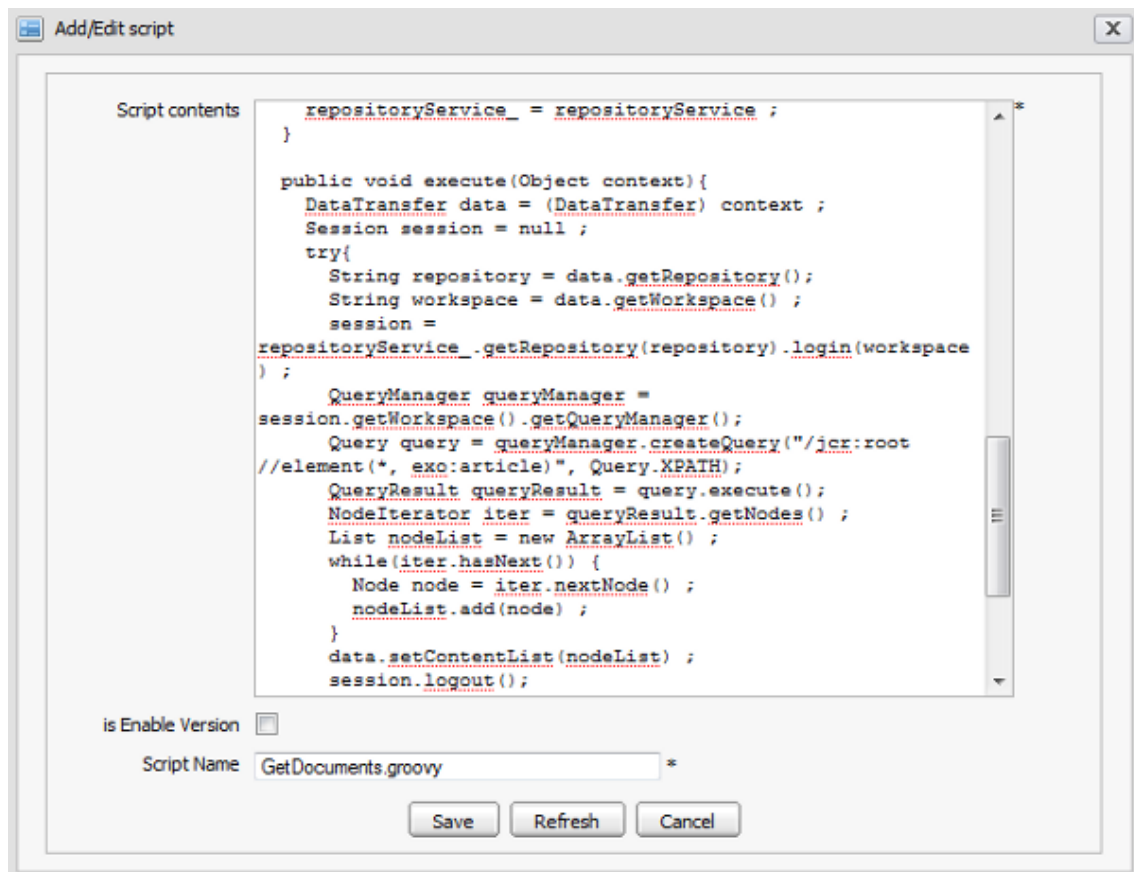 Add/Edit script
Script contents
repositoryService_ = repositoryService ;
*
}
public void execute(Object context){
DataTransfer data = (DataTransfer) context ;
Session session = null ;
try{
String repository = data.getRepository();
String workspace = data.getWorkspace() ;
session =
repositoryService_.getRepository(repository).login(workspace
) ;
QueryManager queryManager =
session.getWorkspace().getQueryManager();
Query query = queryManager.createQuery("/jcr:root
//element(*, exo:article)", Query.XPATH);
QueryResult queryResult = query.execute();
NodeIterator iter = queryResult.getNodes() ;
List nodeList = new ArrayList() ;
while(iter.hasNext()) {
Node node = iter.nextNode() ;
nodeList.add(node) ;
}
data.setContentList(nodeList) ;
session.logout();
is Enable Version
Script Name GetDocuments.groovy *
Save Refresh Cancel